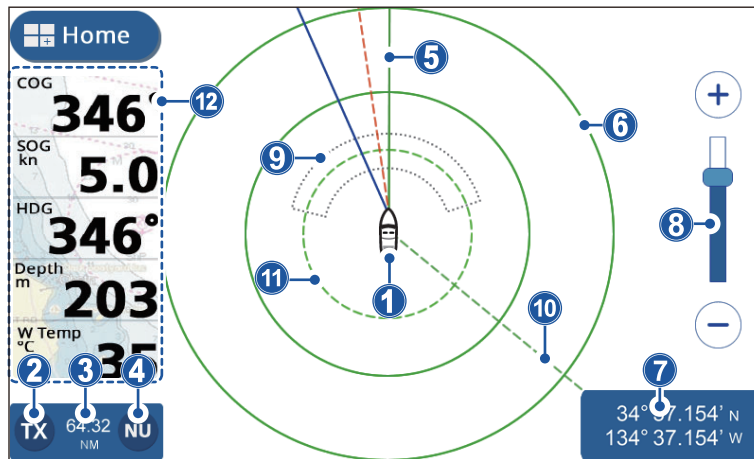 Home
COG
346°
SOG
kn
5.0
HDG
346°
Depth
m
203
W Temp
°C
35
TX
64.32
NM
NU
34° 37.154' N
134° 37.154' W
1
2
3
4
5
6
7
8
9
10
11
12